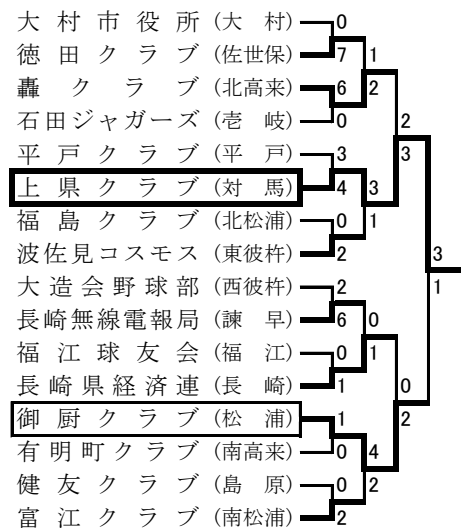 大村市役所（大　村） 0
徳田クラブ（佐世保） 7 1
轟クラブ（北高来） 6 2
石田ジャガーズ（壱　岐） 0 2
平戸クラブ（平　戸） 3 3
上県クラブ（対　馬） 4 3
福島クラブ（北松浦） 0 1
波佐見コスモス（東彼杵） 2 3
大造会野球部（西彼杵） 2 1
長崎無線電報局（諫　早） 6 0
福江球友会（福　江） 0 1
長崎県経済連（長　崎） 1 0
御厨クラブ（松　浦） 1 2
有明町クラブ（南高来） 0 4
健友クラブ（島　原） 0 2
富江クラブ（南松浦） 2